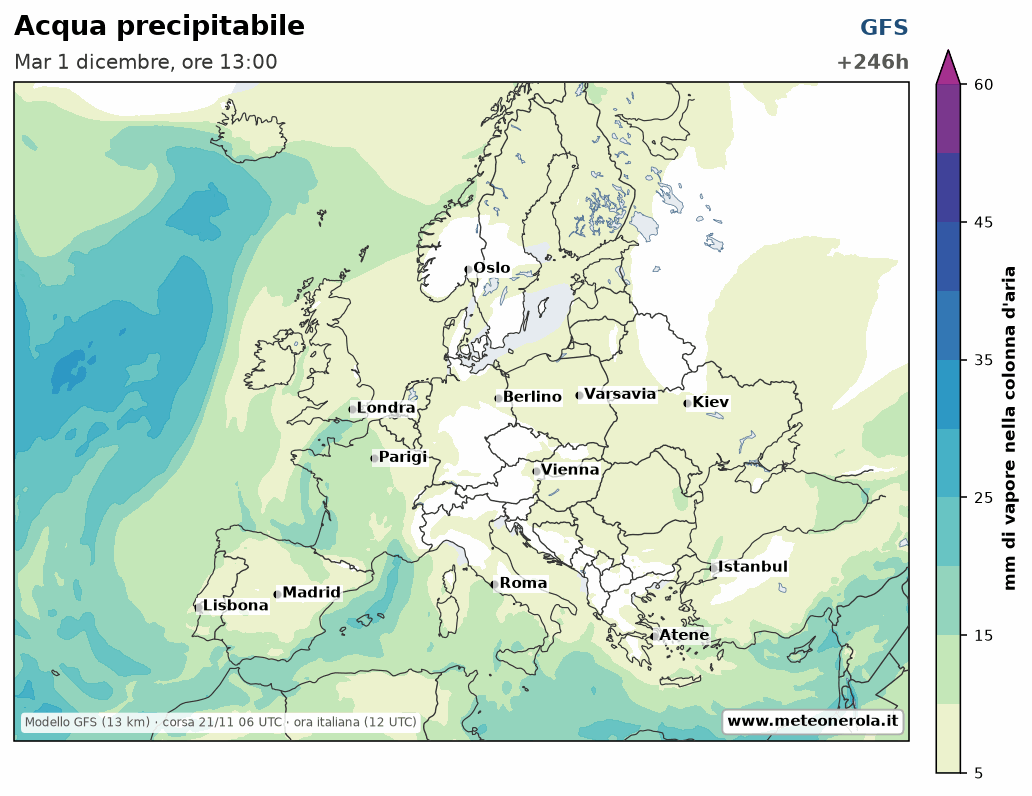 Acqua precipitabile
GFS
Mar 1 dicembre, ore 13:00
+246h
60
45
35
25
15
5
mm di vapore nella colonna d'aria
Oslo
Berlino
Varsavia
Kiev
Londra
Parigi
Vienna
Istanbul
Roma
Madrid
Lisbona
Atene
Modello GFS (13 km) · corsa 21/11 06 UTC · ora italiana (12 UTC)
www.meteonerola.it